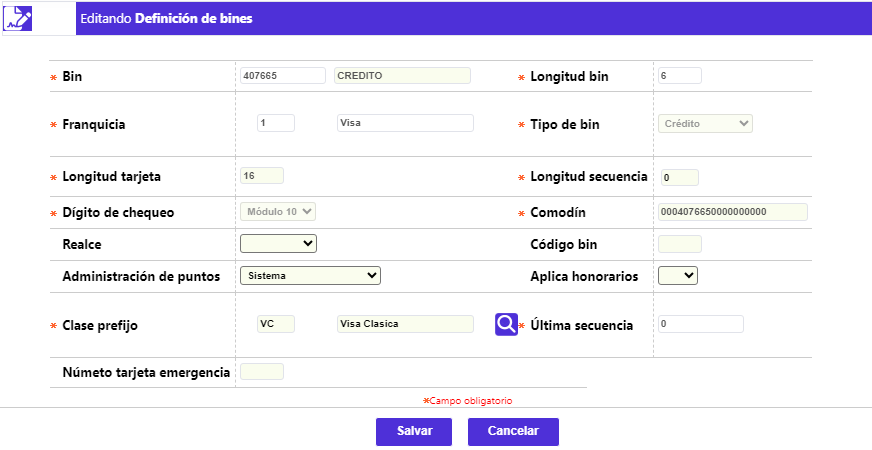 Editando Definición de bines
* Bin 407665 CREDITO * Longitud bin 6
* Franquicia 1 Visa * Tipo de bin Crédito
* Longitud tarjeta 16 * Longitud secuencia 0
* Dígito de chequeo Módulo 10 * Comodín 0004076650000000000
Realce Código bin
Administración de puntos Sistema Aplica honorarios
* Clase prefijo VC Visa Clasica * Última secuencia 0
Númeto tarjeta emergencia
*Campo obligatorio
Salvar Cancelar